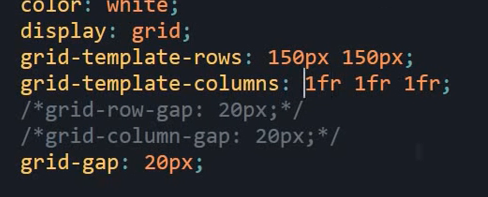 color: white;
display: grid;
grid-template-rows: 150px 150px;
grid-template-columns: 1fr 1fr 1fr;
/*grid-row-gap: 20px;*/
/*grid-column-gap: 20px;*/
grid-gap: 20px;